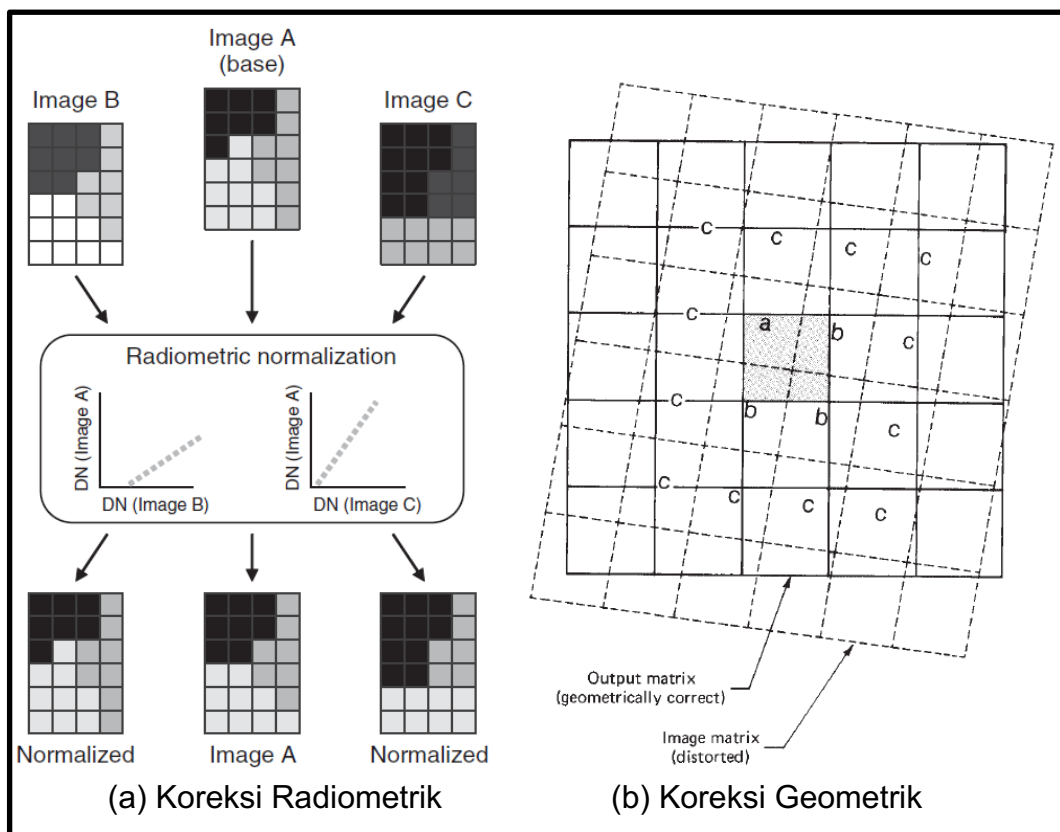 Image A
(base)
Image B
Image C
Radiometric normalization
DN (Image A)
DN (Image B)
DN (Image A)
DN (Image C)
Normalized
Image A
Normalized
(a) Koreksi Radiometrik
c
c
c
c
c
a
b
c
c
b
b
c
c
c
c
c
Output matrix
(geometrically correct)
Image matrix
(distorted)
(b) Koreksi Geometrik